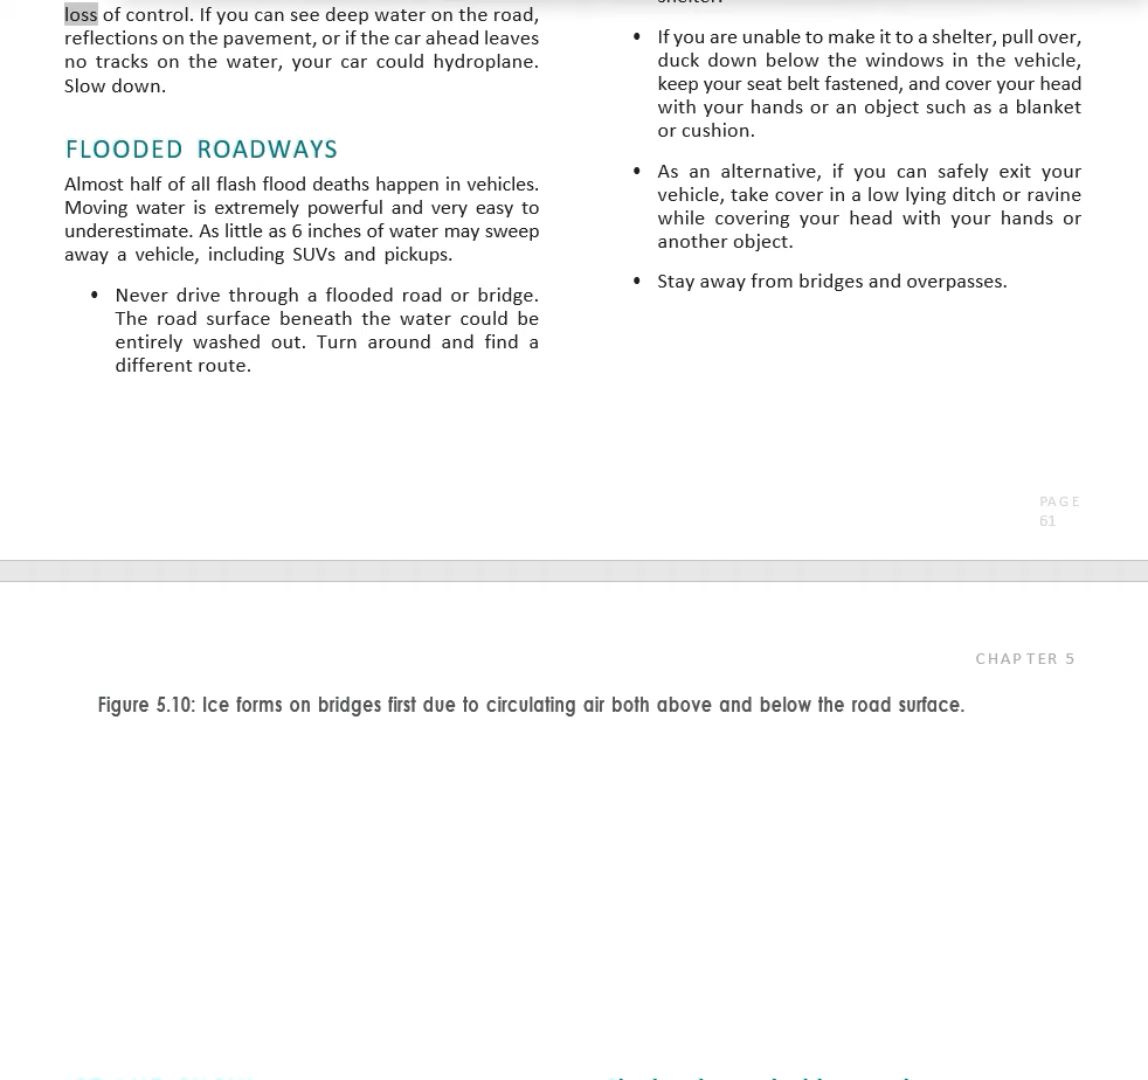 loss of control. If you can see deep water on the road,
reflections on the pavement, or if the car ahead leaves
no tracks on the water, your car could hydroplane.
Slow down.
FLOODED ROADWAYS
Almost half of all flash flood deaths happen in vehicles.
Moving water is extremely powerful and very easy to
underestimate. As little as 6 inches of water may sweep
away a vehicle, including SUVs and pickups.
• Never drive through a flooded road or bridge.
The road surface beneath the water could be
entirely washed out. Turn around and find a
different route.
• If you are unable to make it to a shelter, pull over,
duck down below the windows in the vehicle,
keep your seat belt fastened, and cover your head
with your hands or an object such as a blanket
or cushion.
• As an alternative, if you can safely exit your
vehicle, take cover in a low lying ditch or ravine
while covering your head with your hands or
another object.
• Stay away from bridges and overpasses.
PAGE
61
CHAPTER 5
Figure 5.10: Ice forms on bridges first due to circulating air both above and below the road surface.